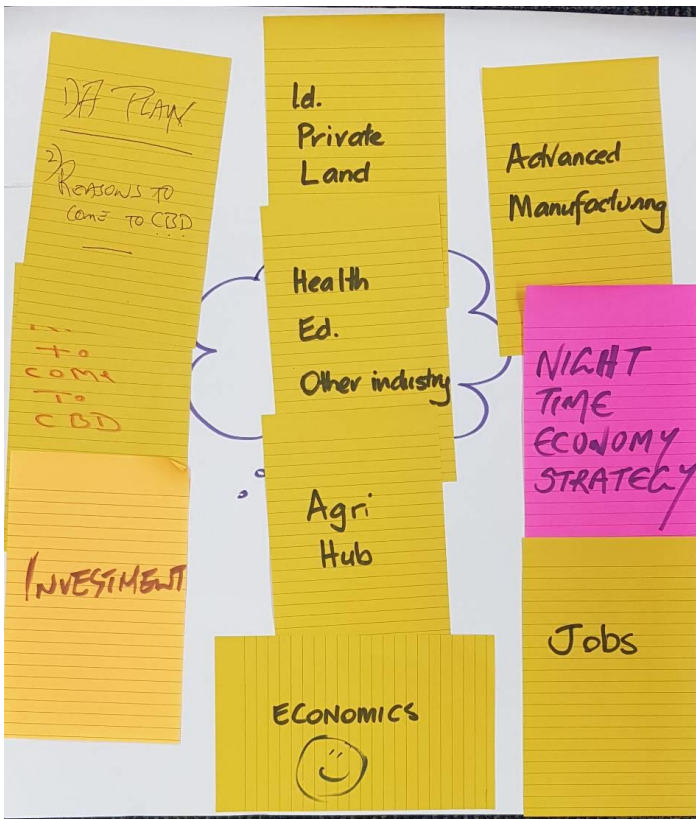 1) A PLAN
2)
REASONS TO
COME TO CBD
...
TO
COME
TO
CBD
INVESTMENT
Id.
Private
Land
Health
Ed.
Other industry
Agri
Hub
ECONOMICS
Advanced
Manufacturing
NIGHT
TIME
ECONOMY
STRATEGY
Jobs